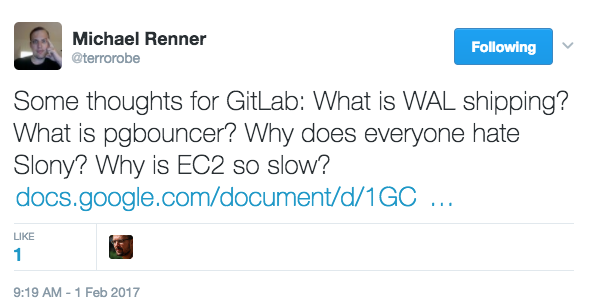 Michael Renner
@terrorobe
Following
Some thoughts for GitLab: What is WAL shipping?
What is pgbouncer? Why does everyone hate
Slony? Why is EC2 so slow?
docs.google.com/document/d/1GC …
LIKE
1
9:19 AM - 1 Feb 2017